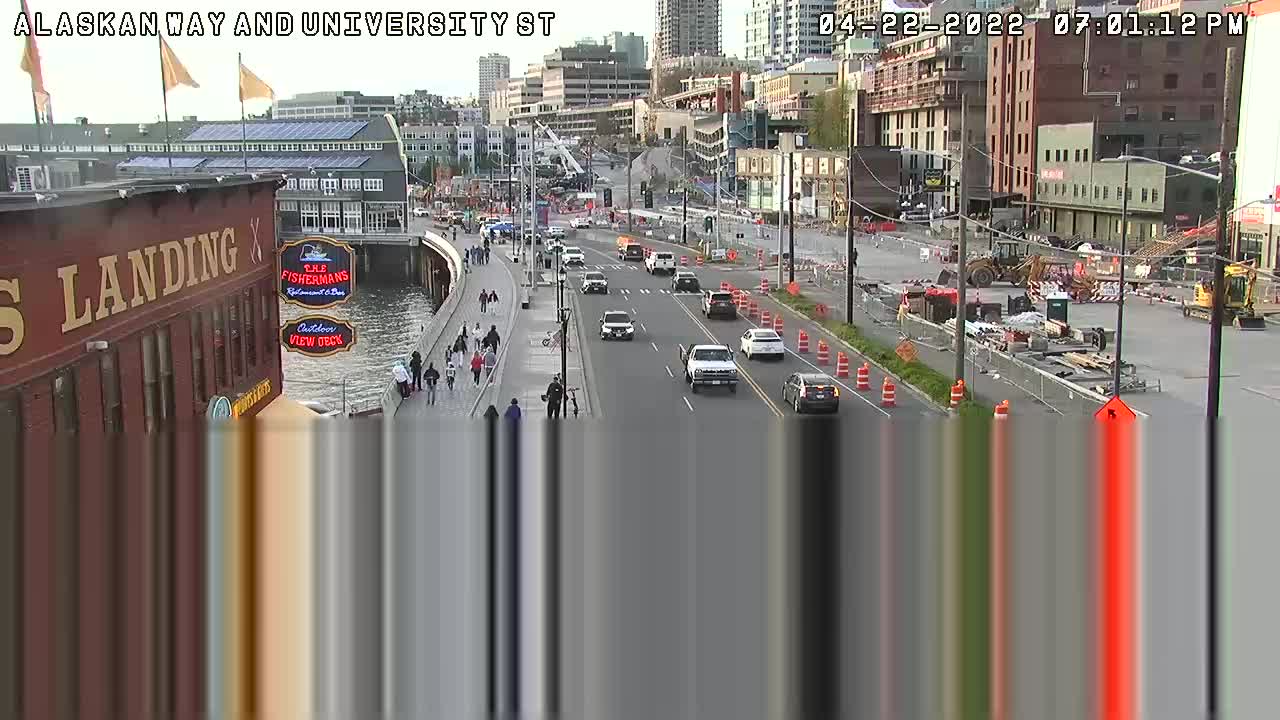 ALASKAN WAY AND UNIVERSITY ST
04-22-2022 07:01:12 PM
S LANDING
THE
FISHERMANS
Restaurant & Bar
Outdoor
VIEW DECK